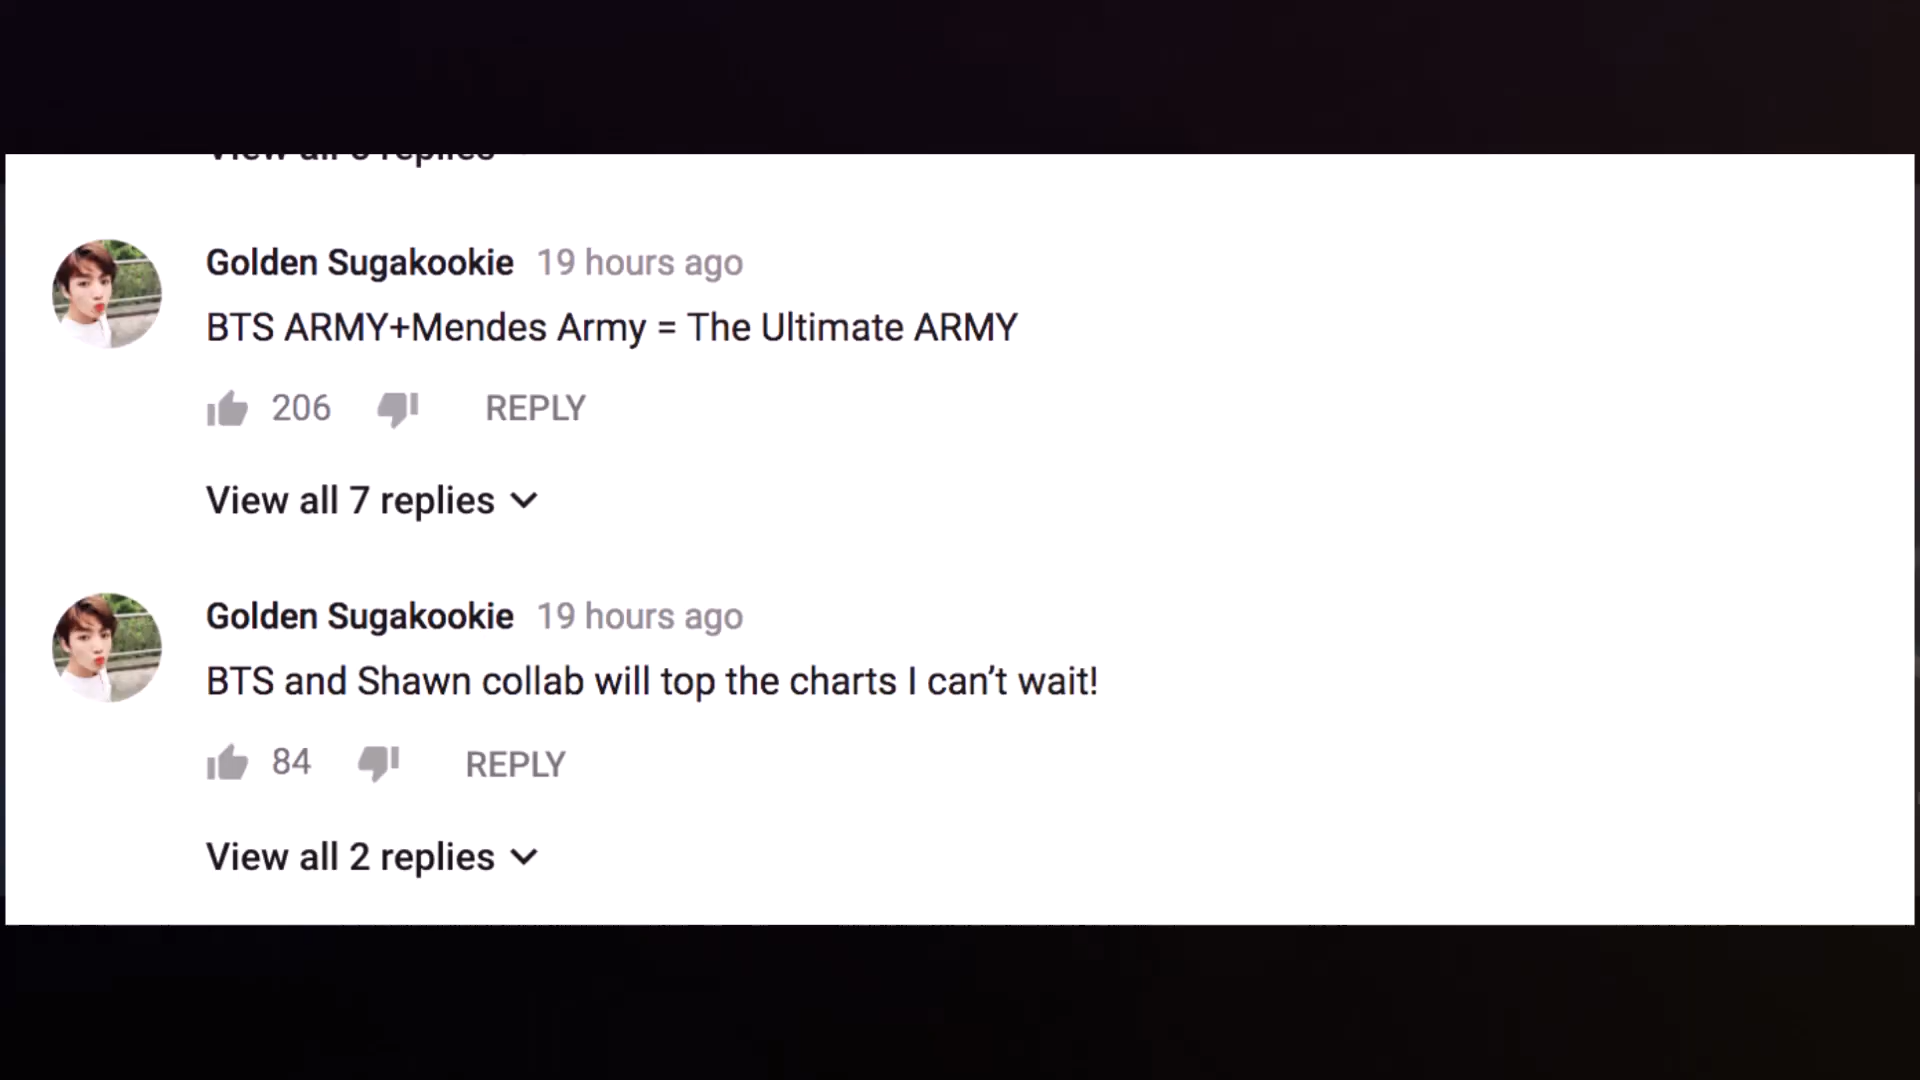 Golden Sugakookie 19 hours ago
BTS ARMY+Mendes Army = The Ultimate ARMY
206 REPLY
View all 7 replies
Golden Sugakookie 19 hours ago
BTS and Shawn collab will top the charts I can’t wait!
84 REPLY
View all 2 replies